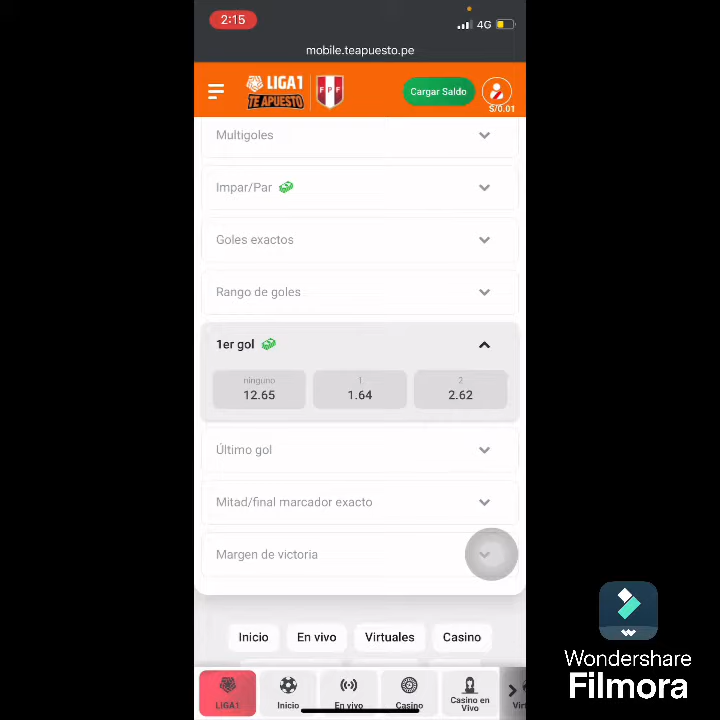 2:15
4G
mobile.teapuesto.pe
LIGA1
TE APUESTO
FPF
Cargar Saldo
S/0.01
Multigoles
Impar/Par
Goles exactos
Rango de goles
1er gol
ninguno
12.65
1
1.64
2
2.62
Último gol
Mitad/final marcador exacto
Margen de victoria
Inicio
En vivo
Virtuales
Casino
LIGA1
Inicio
En vivo
Casino
Casino en
Vivo
Wondershare
Filmora